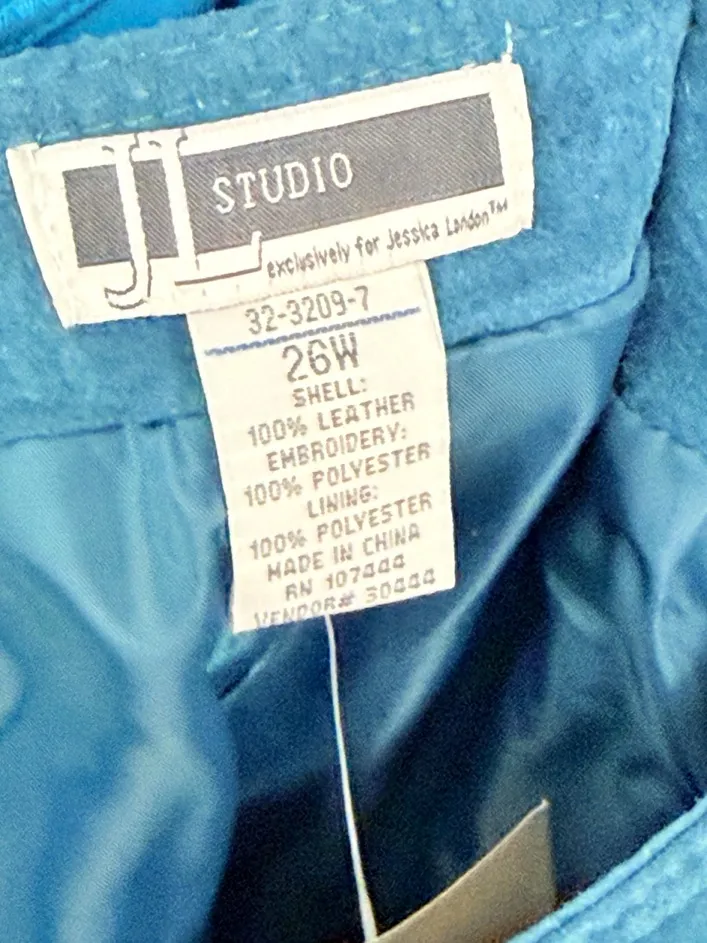 JL STUDIO
exclusively for Jessica London™
32-3209-7
26W
SHELL:
100% LEATHER
EMBROIDERY:
100% POLYESTER
LINING:
100% POLYESTER
MADE IN CHINA
RN 107444
VENDOR# 30444